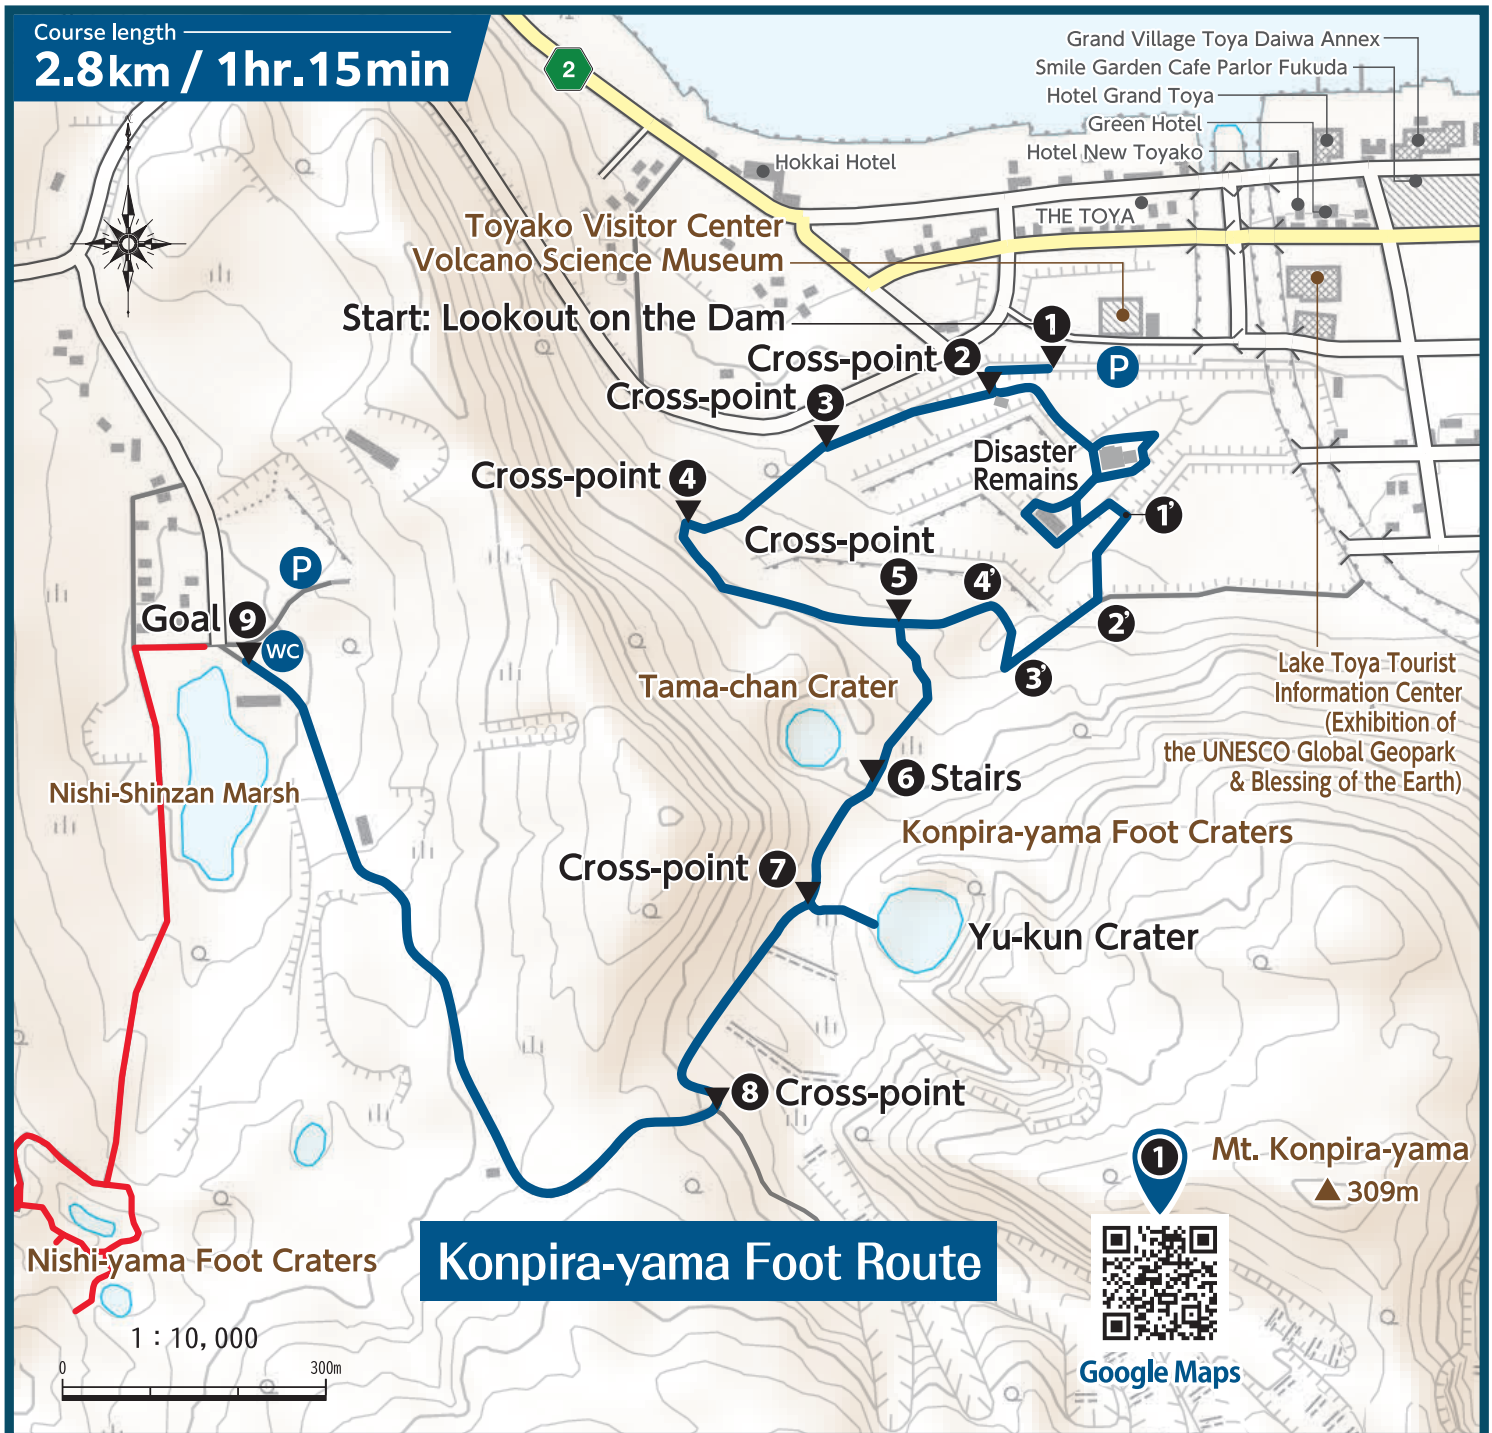 Course length
2.8km / 1hr.15min
2
Grand Village Toya Daiwa Annex
Smile Garden Cafe Parlor Fukuda
Hotel Grand Toya
Green Hotel
Hotel New Toyako
Hokkai Hotel
THE TOYA
Toyako Visitor Center
Volcano Science Museum
Start: Lookout on the Dam
1
P
Cross-point 2
Cross-point 3
Disaster
Remains
Cross-point 4
1'
Cross-point
5
4'
2'
3'
P
Goal 9
WC
Lake Toya Tourist
Information Center
(Exhibition of
the UNESCO Global Geopark
& Blessing of the Earth)
Tama-chan Crater
6 Stairs
Nishi-Shinzan Marsh
Konpira-yama Foot Craters
Cross-point 7
Yu-kun Crater
8 Cross-point
1
Mt. Konpira-yama
309m
Nishi-yama Foot Craters
Konpira-yama Foot Route
1 : 10,000
0 300m
Google Maps